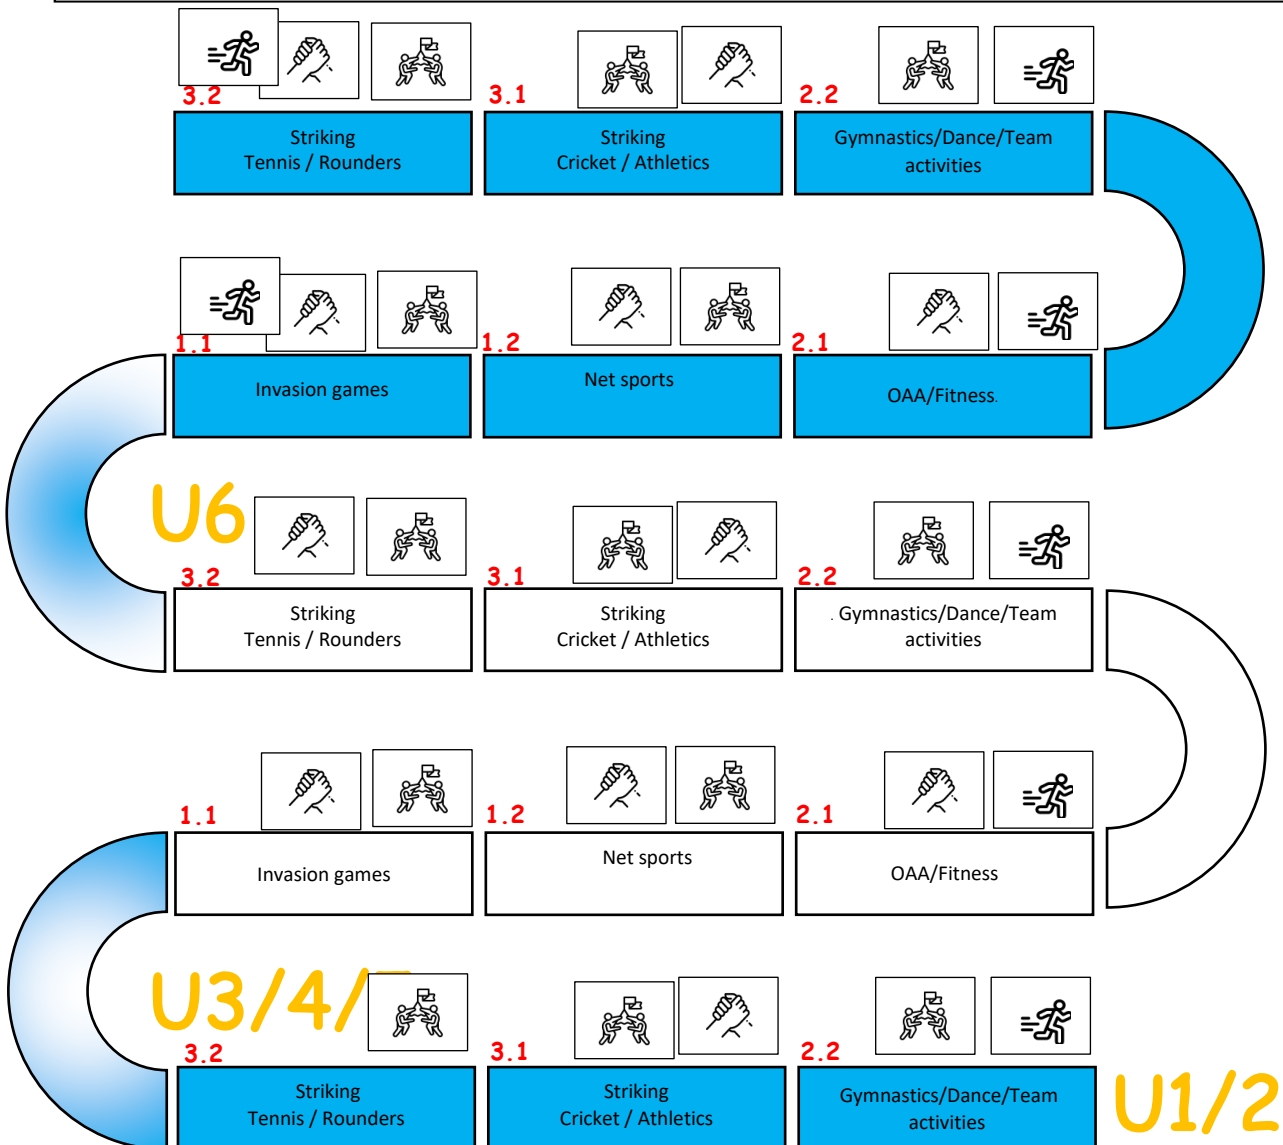 3.2
3.1
2.2
Striking
Tennis / Rounders
Striking
Cricket / Athletics
Gymnastics/Dance/Team
activities
1.1
1.2
2.1
Invasion games
Net sports
OAA/Fitness.
U6
3.2
3.1
2.2
Striking
Tennis / Rounders
Striking
Cricket / Athletics
. Gymnastics/Dance/Team
activities
1.1
1.2
2.1
Invasion games
Net sports
OAA/Fitness
U3/4/
3.2
3.1
2.2
Striking
Tennis / Rounders
Striking
Cricket / Athletics
Gymnastics/Dance/Team
activities
U1/2